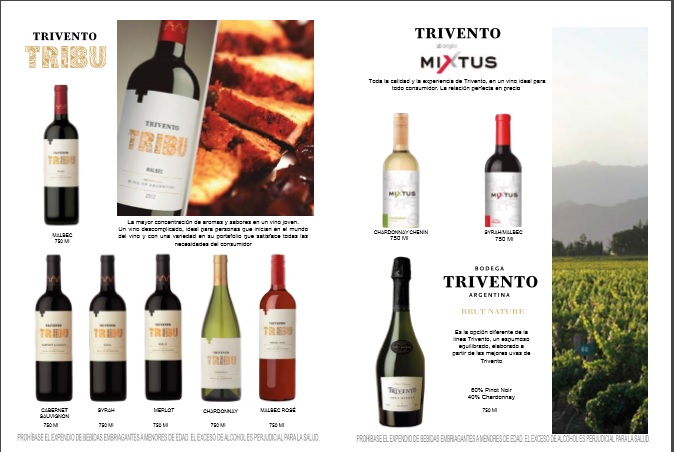 TRIVENTO
TRIBU
TRIVENTO
TRIBU
MALBEC
TRIVENTO
TRIBU
MALBEC
750 Ml
La mayor concentración de aromas y sabores en un vino joven.
Un vino descomplicado, ideal para personas que inician en el mundo
del vino y con una variedad en su portafolio que satisface todas las
necesidades del consumidor
TRIBU
TRIBU
TRIBU
TRIBU
TRIBU
CABERNET
SAUVIGNON
750 Ml
SYRAH
750 Ml
MERLOT
750 Ml
CHARDONNAY
750 Ml
MALBEC ROSÉ
750 Ml
PROHÍBASE EL EXPENDIO DE BEBIDAS EMBRIAGANTES A MENORES DE EDAD. EL EXCESO DE ALCOHOL ES PERJUDICIAL PARA LA SALUD.
TRIVENTO
MIXTUS
Toda la calidad y la experiencia de Trivento, en un vino ideal para
todo consumidor. La relación perfecta en precio
MIXTUS
MIXTUS
CHARDONNAY CHENIN
750 Ml
SYRAH/MALBEC
750 Ml
BODEGA
TRIVENTO
ARGENTINA
BRUT NATURE
Es la opción diferente de la
línea Trivento, un espumoso
equilibrado, elaborado a
partir de las mejores uvas de
Trivento
TRIVENTO
60% Pinot Noir
40% Chardonnay
750 Ml
PROHÍBASE EL EXPENDIO DE BEBIDAS EMBRIAGANTES A MENORES DE EDAD. EL EXCESO DE ALCOHOL ES PERJUDICIAL PARA LA SALUD.